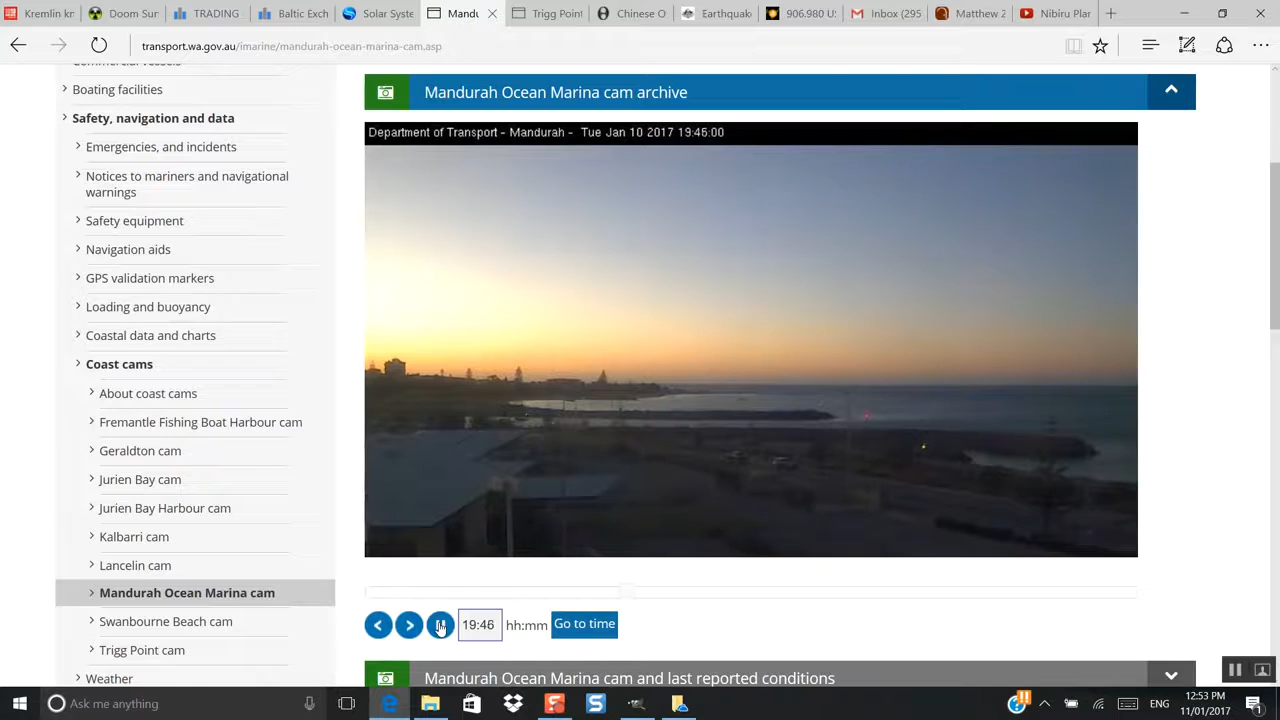 Kremlin in
Doom Sur
TRADING
Baltic Exch
Solar Syste
Mandu
Trigg Point
Chinese O
Earthquake
906.980 U
Inbox (295
Matthew 2
Nibiru Plan
transport.wa.gov.au/imarine/mandurah-ocean-marina-cam.asp
Commercial vessels
Boating facilities
Safety, navigation and data
Emergencies, and incidents
Notices to mariners and navigational
warnings
Safety equipment
Navigation aids
GPS validation markers
Loading and buoyancy
Coastal data and charts
Coast cams
About coast cams
Fremantle Fishing Boat Harbour cam
Geraldton cam
Jurien Bay cam
Jurien Bay Harbour cam
Kalbarri cam
Lancelin cam
Mandurah Ocean Marina cam
Swanbourne Beach cam
Trigg Point cam
Weather
Mandurah Ocean Marina cam archive
Department of Transport - Mandurah - Tue Jan 10 2017 19:45:00
19:46 hh:mm Go to time
Mandurah Ocean Marina cam and last reported conditions
Ask me anything
ENG
12:53 PM
11/01/2017